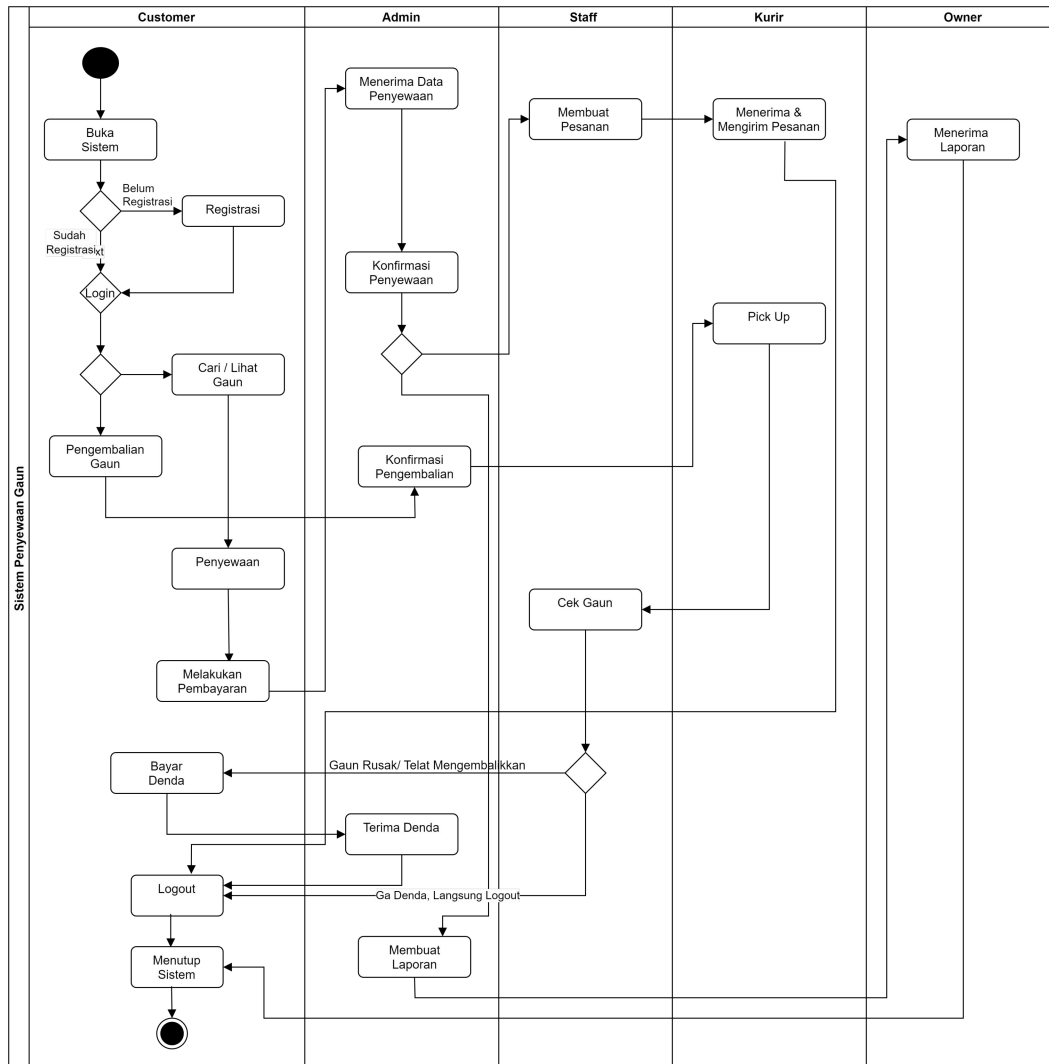 Customer
Admin
Staff
Kurir
Owner
Sistem Penyewaan Gaun
Menerima Data
Penyewaan
Membuat
Pesanan
Menerima &
Mengirim Pesanan
Menerima
Laporan
Buka
Sistem
Belum
Registrasi
Registrasi
Sudah
Registrasi
xt
Login
Konfirmasi
Penyewaan
Pick Up
Cari / Lihat
Gaun
Pengembalian
Gaun
Konfirmasi
Pengembalian
Penyewaan
Cek Gaun
Melakukan
Pembayaran
Bayar
Denda
Gaun Rusak/ Telat Mengembalikkan
Terima Denda
Logout
Ga Denda, Langsung Logout
Membuat
Laporan
Menutup
Sistem